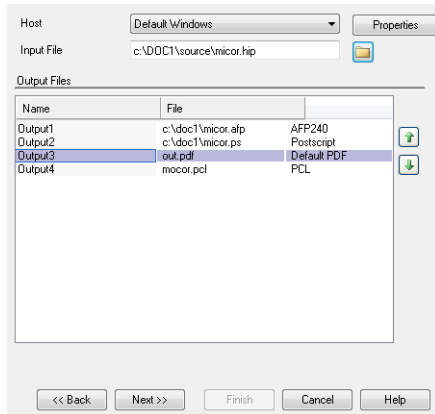 Host Default Windows Properties
Input File c:\DOC1\source\micor.hip
Output Files
Name File
Output1 c:\doc1\micor.afp AFP240
Output2 c:\doc1\micor.ps Postscript
Output3 out.pdf Default PDF
Output4 mocor.pcl PCL
<< Back Next >> Finish Cancel Help